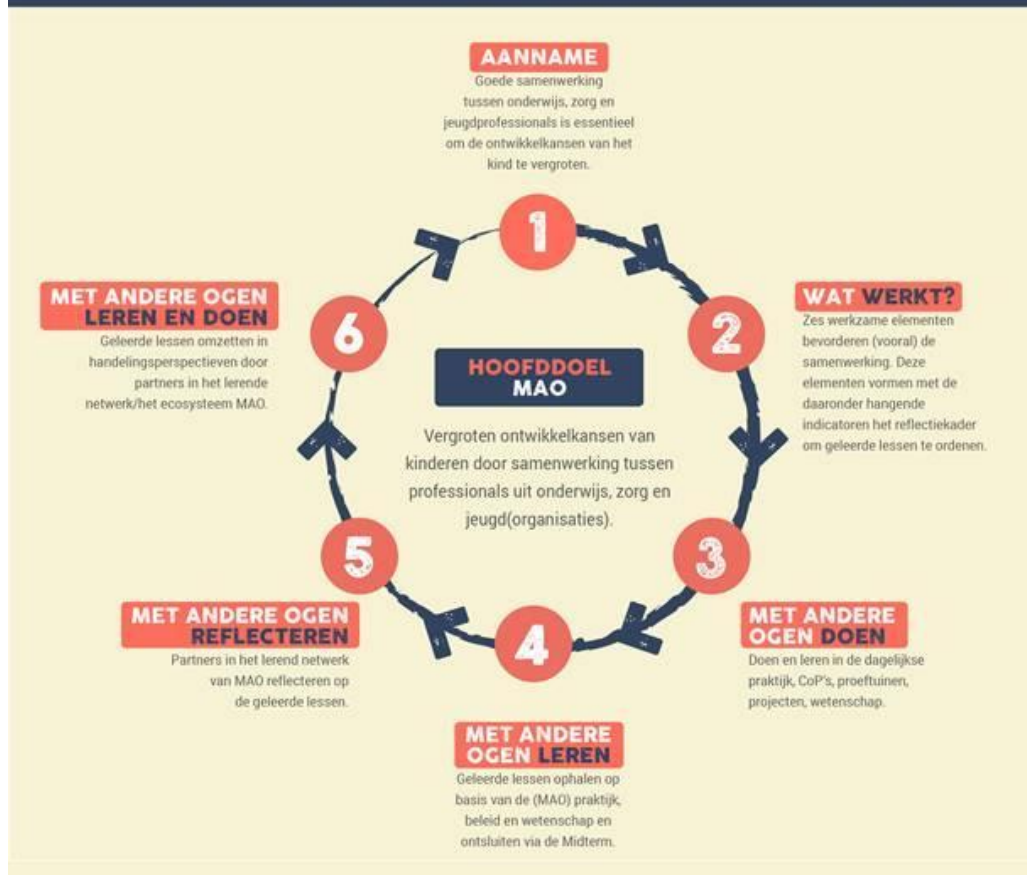 AANNAME
Goede samenwerking
tussen onderwijs, zorg en
jeugdprofessionals is essentieel
om de ontwikkelkansen van het
kind te vergroten.
1
2
WAT WERKT?
Zes werkzame elementen
bevorderen (vooral) de
samenwerking. Deze
elementen vormen met de
daaronder hangende
indicatoren het reflectiekader
om geleerde lessen te ordenen.
3
MET ANDERE
OGEN DOEN
Doen en leren in de dagelijkse
praktijk, CoP's, proeftuinen,
projecten, wetenschap.
4
MET ANDERE
OGEN LEREN
Geleerde lessen ophalen op
basis van de (MAO) praktijk,
beleid en wetenschap en
ontsluiten via de Midterm.
5
MET ANDERE OGEN
REFLECTEREN
Partners in het lerend netwerk
van MAO reflecteren op
de geleerde lessen.
6
MET ANDERE OGEN
LEREN EN DOEN
Geleerde lessen omzetten in
handelingsperspectieven door
partners in het lerende
netwerk/het ecosysteem MAO.
HOOFDDOEL
MAO
Vergroten ontwikkelkansen van
kinderen door samenwerking tussen
professionals uit onderwijs, zorg en
jeugd(organisaties).